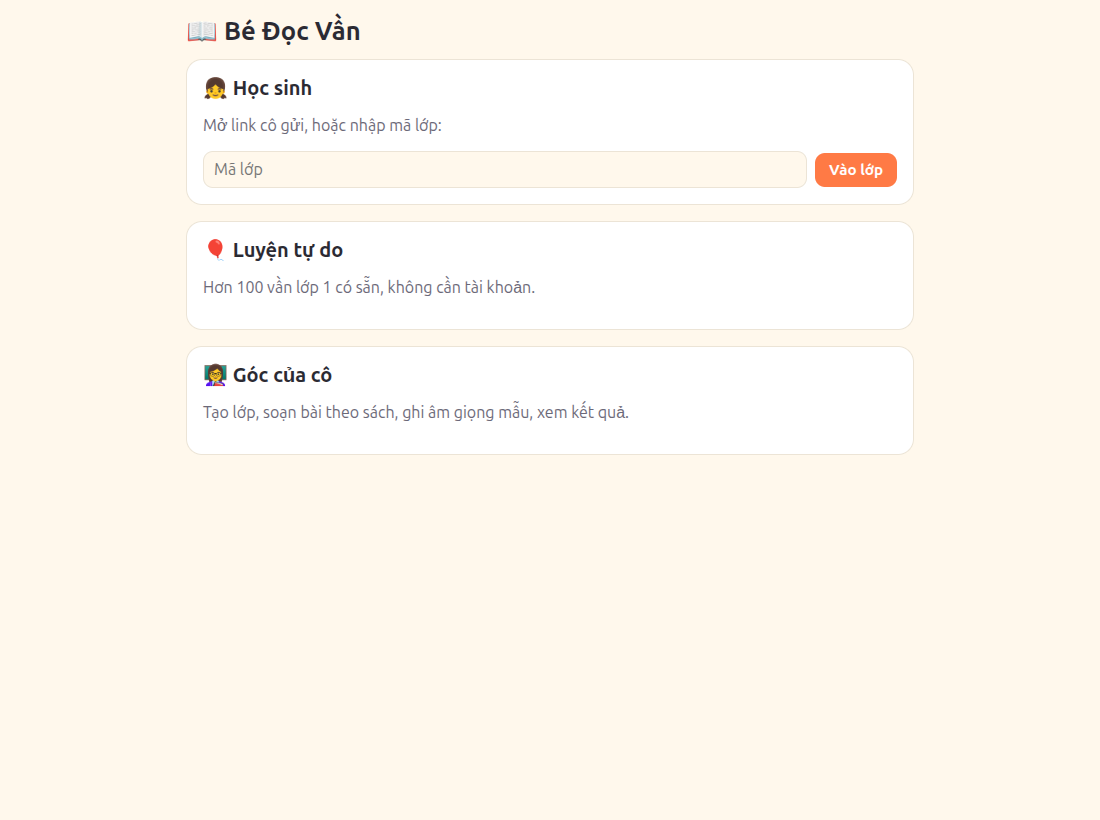 📖 Bé Đọc Vần
👧 Học sinh
Mở link cô gửi, hoặc nhập mã lớp:
Mã lớp
Vào lớp
🎈 Luyện tự do
Hơn 100 vần lớp 1 có sẵn, không cần tài khoản.
👩‍🏫 Góc của cô
Tạo lớp, soạn bài theo sách, ghi âm giọng mẫu, xem kết quả.